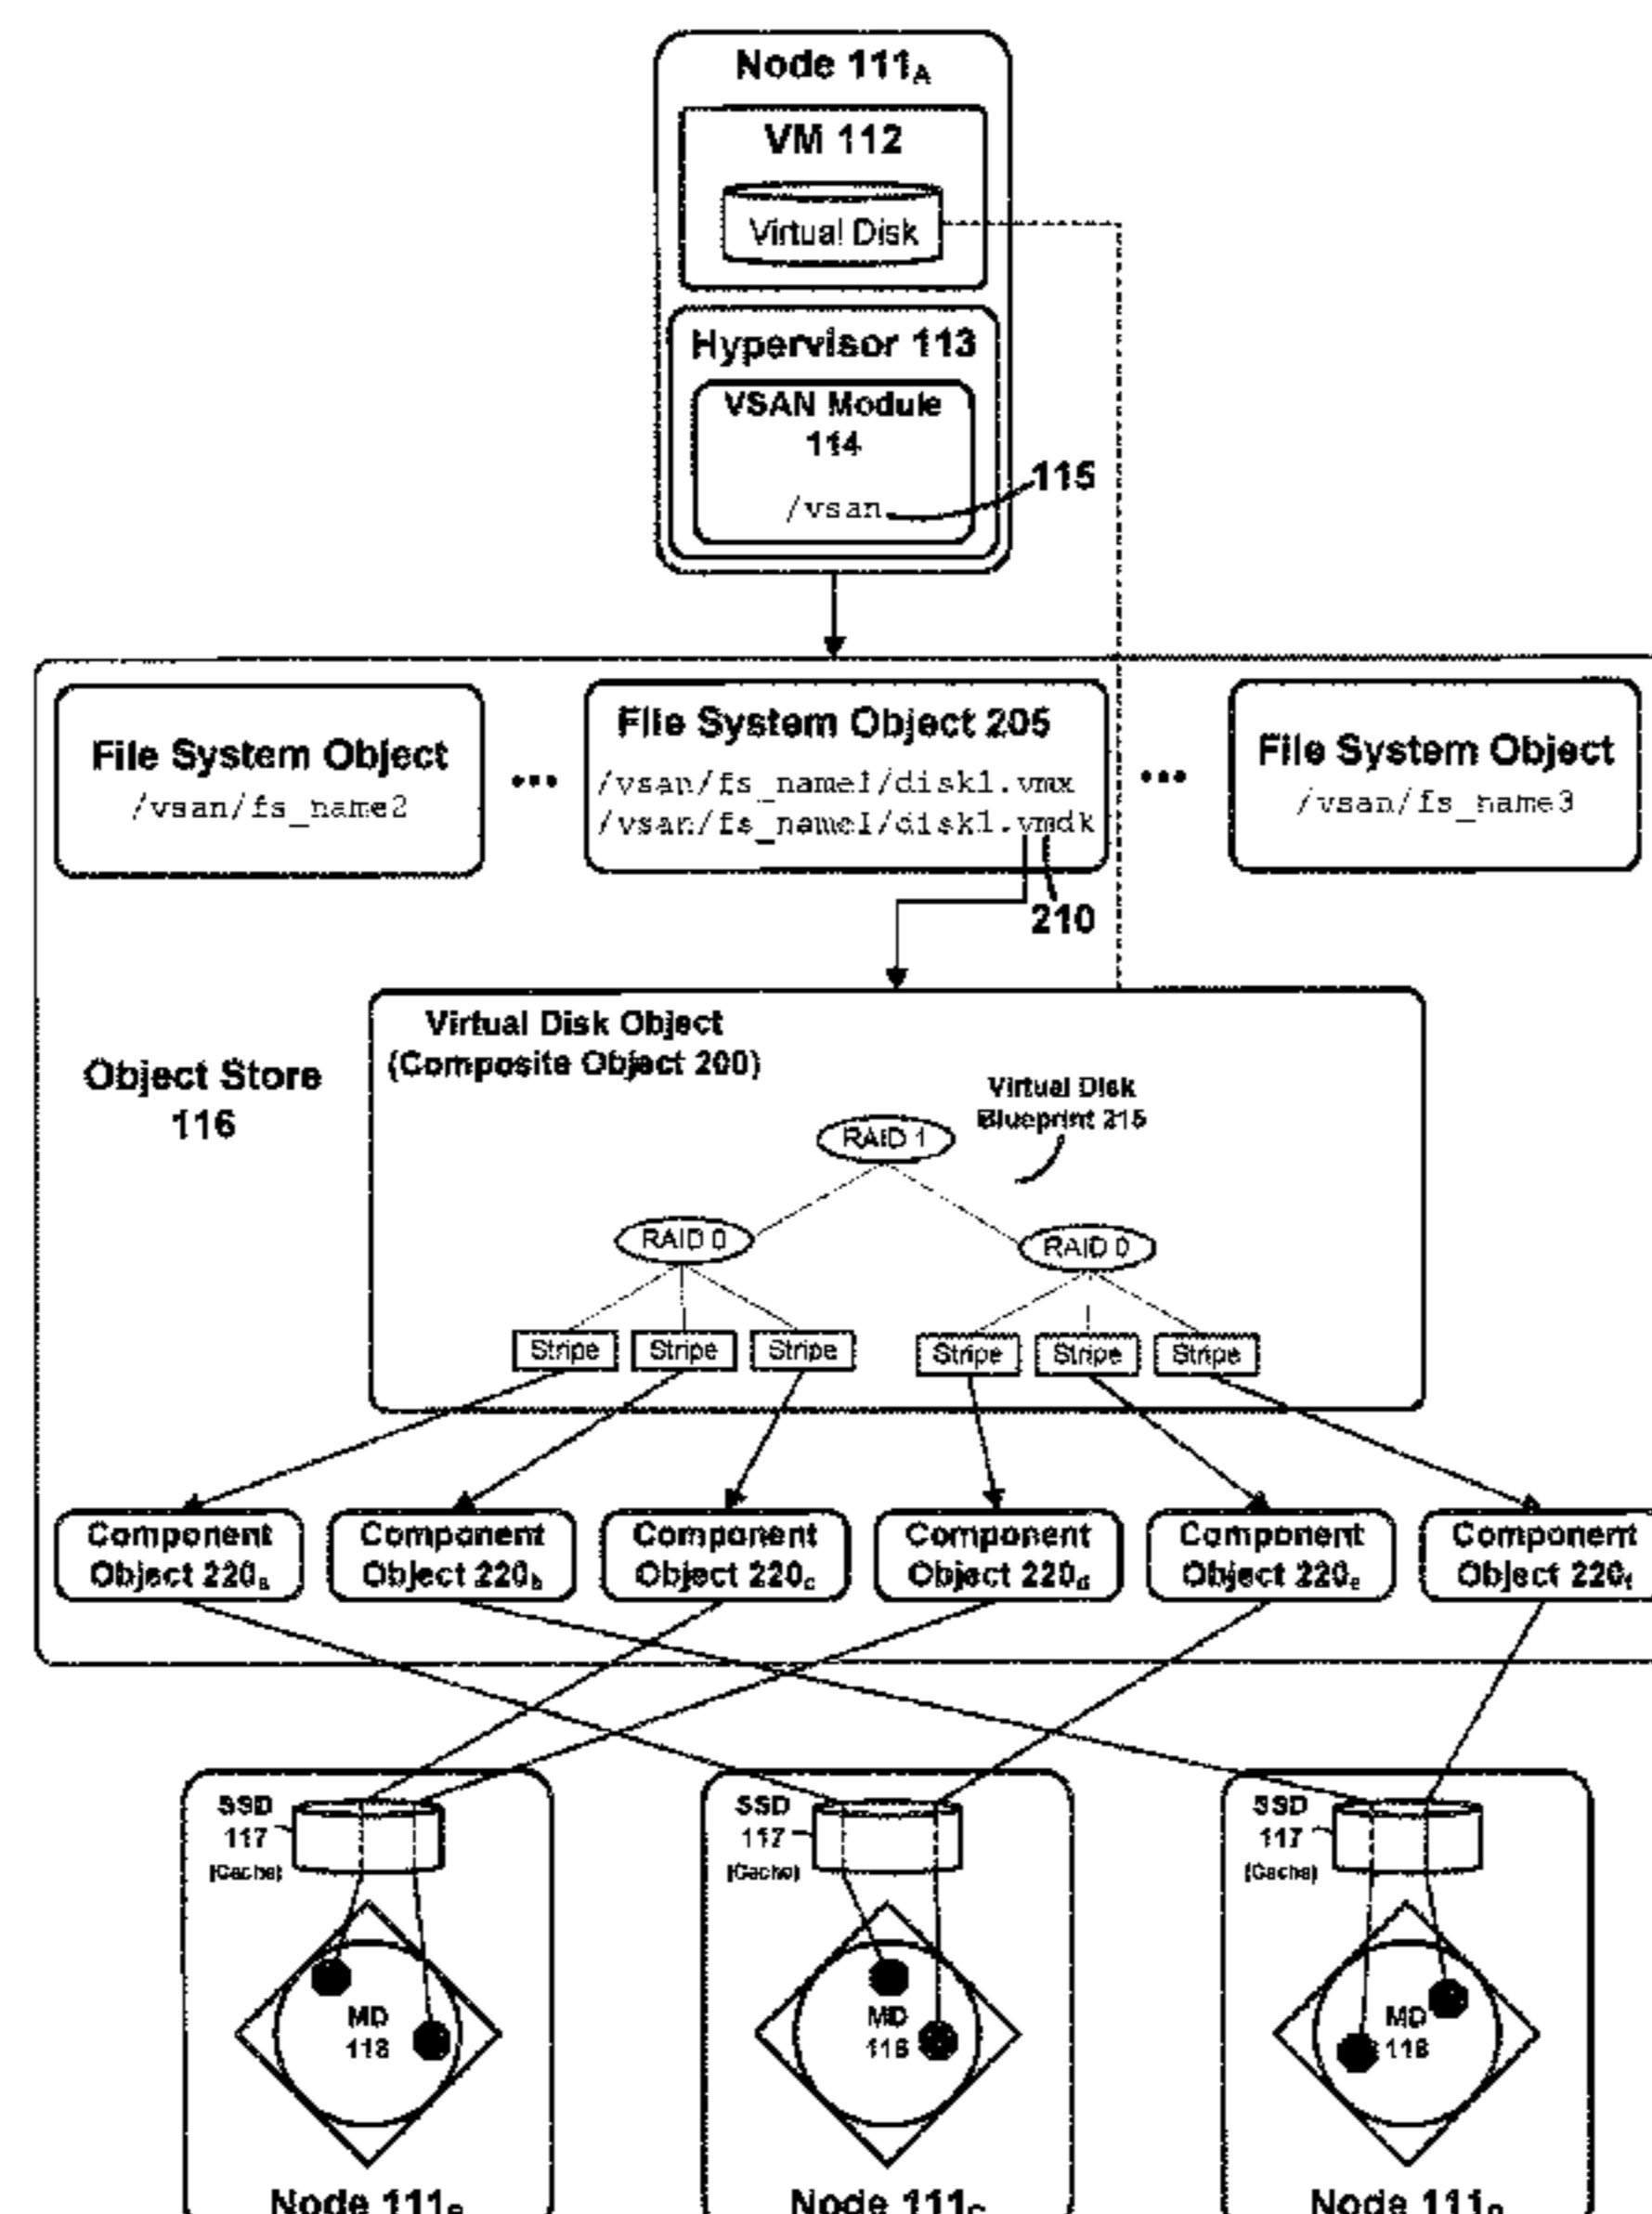 Node 111A
VM 112
Virtual Disk
Hypervisor 113
VSAN Module
114
/vsan
115
File System Object
/vsan/fs_name2
•••
File System Object 205
/vsan/fs_name1/disk1.vmx
/vsan/fs_name1/disk1.vmdk
•••
File System Object
/vsan/fs_name3
210
Object Store
116
Virtual Disk Object
(Composite Object 200)
Virtual Disk
Blueprint 215
RAID 1
RAID 0
RAID 0
Stripe
Stripe
Stripe
Stripe
Stripe
Stripe
Component
Object 220a
Component
Object 220b
Component
Object 220c
Component
Object 220d
Component
Object 220e
Component
Object 220f
SSD
117
(Cache)
MD
118
SSD
117
(Cache)
MD
118
SSD
117
(Cache)
MD
118
Node 111B
Node 111C
Node 111D